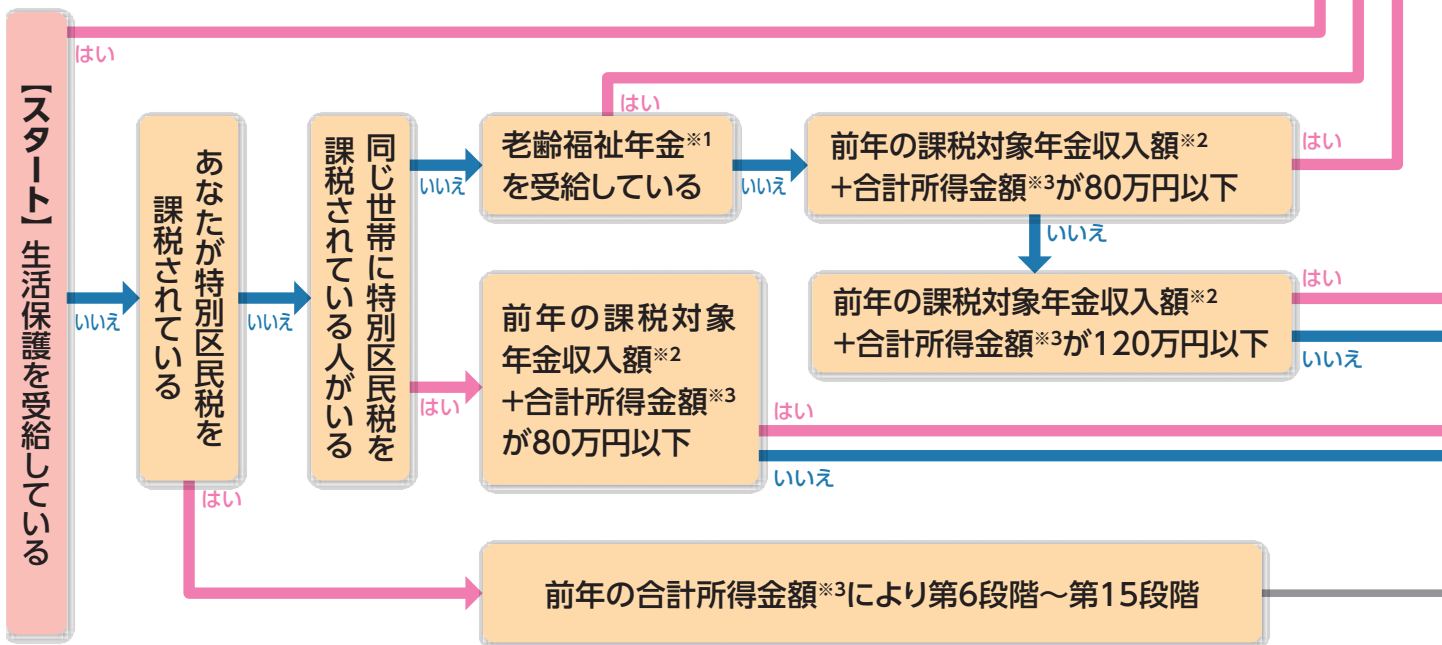 【スタート】生活保護を受給している
はい
いいえ
あなたが特別区民税を
課税されている
いいえ
はい
同じ世帯に特別区民税を
課税されている人がいる
いいえ
はい
老齢福祉年金※1
を受給している
はい
いいえ
前年の課税対象年金収入額※2
+合計所得金額※3が80万円以下
はい
いいえ
前年の課税対象年金収入額※2
+合計所得金額※3が120万円以下
はい
いいえ
前年の課税対象
年金収入額※2
+合計所得金額※3
が80万円以下
はい
いいえ
前年の合計所得金額※3により第6段階~第15段階